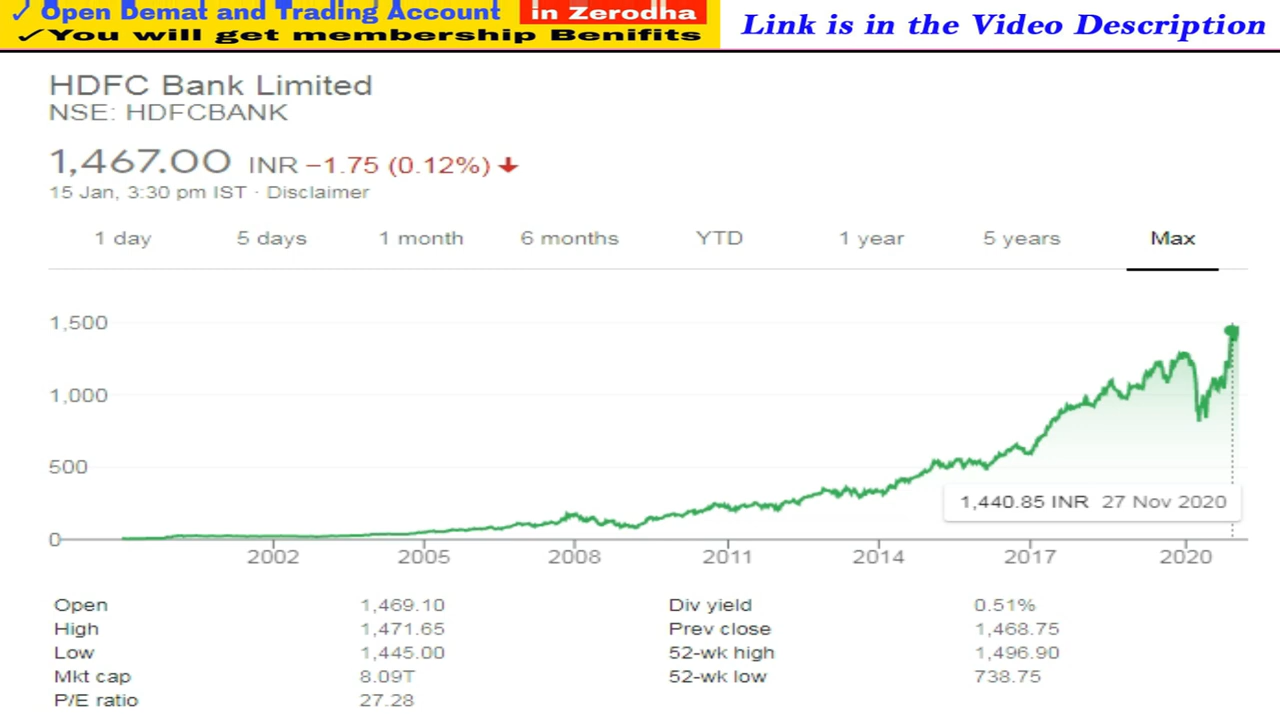 ✓ Open Demat and Trading Account in Zerodha
✓You will get membership Benifits
Link is in the Video Description
HDFC Bank Limited
NSE: HDFCBANK
1,467.00 INR −1.75 (0.12%) ↓
15 Jan, 3:30 pm IST · Disclaimer
1 day 5 days 1 month 6 months YTD 1 year 5 years Max
1,500
1,000
500
0
1,440.85 INR 27 Nov 2020
2002 2005 2008 2011 2014 2017 2020
Open 1,469.10 Div yield 0.51%
High 1,471.65 Prev close 1,468.75
Low 1,445.00 52-wk high 1,496.90
Mkt cap 8.09T 52-wk low 738.75
P/E ratio 27.28